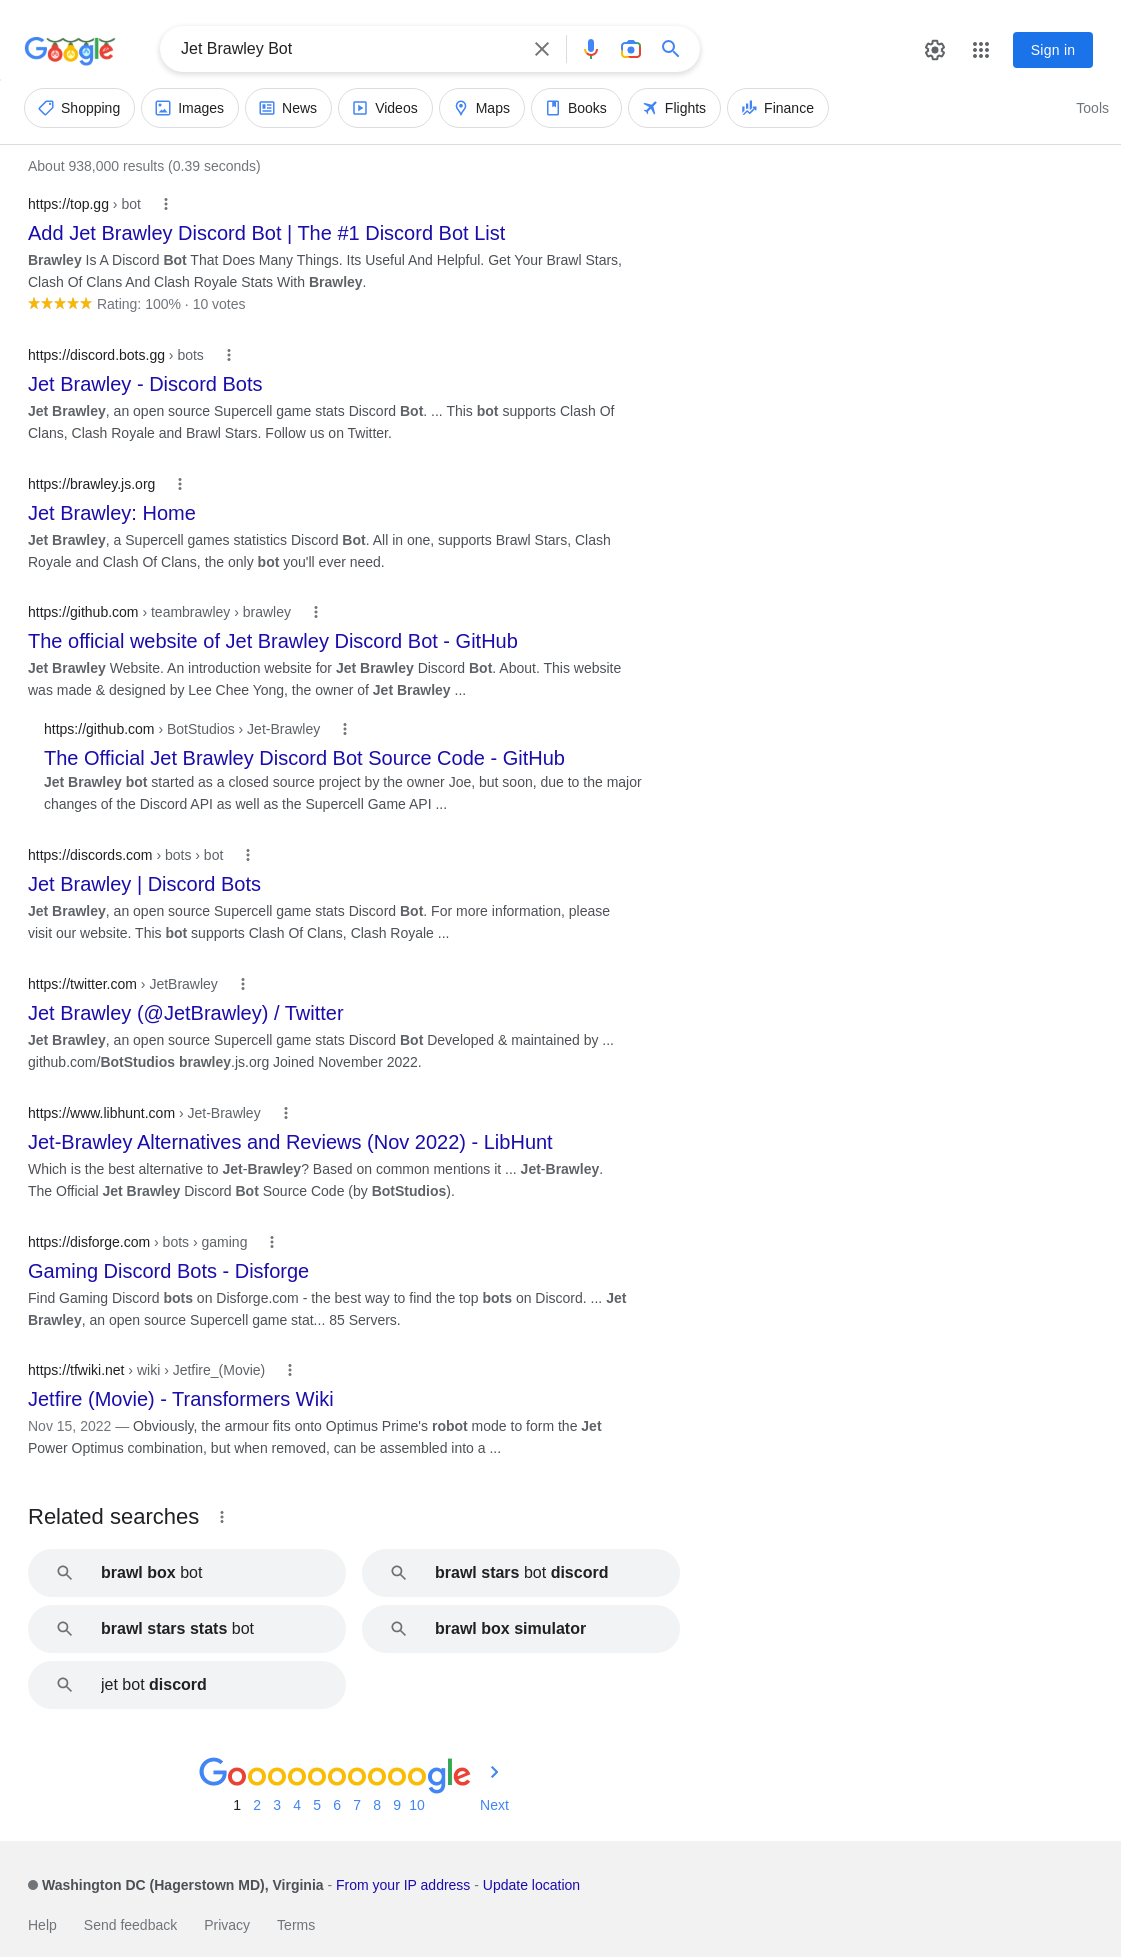 Google
Jet Brawley Bot
Sign in
Shopping
Images
News
Videos
Maps
Books
Flights
Finance
Tools
About 938,000 results (0.39 seconds)
https://top.gg › bot
Add Jet Brawley Discord Bot | The #1 Discord Bot List
Brawley Is A Discord Bot That Does Many Things. Its Useful And Helpful. Get Your Brawl Stars,
Clash Of Clans And Clash Royale Stats With Brawley.
Rating: 100% · 10 votes
https://discord.bots.gg › bots
Jet Brawley - Discord Bots
Jet Brawley, an open source Supercell game stats Discord Bot. ... This bot supports Clash Of
Clans, Clash Royale and Brawl Stars. Follow us on Twitter.
https://brawley.js.org
Jet Brawley: Home
Jet Brawley, a Supercell games statistics Discord Bot. All in one, supports Brawl Stars, Clash
Royale and Clash Of Clans, the only bot you'll ever need.
https://github.com › teambrawley › brawley
The official website of Jet Brawley Discord Bot - GitHub
Jet Brawley Website. An introduction website for Jet Brawley Discord Bot. About. This website
was made & designed by Lee Chee Yong, the owner of Jet Brawley ...
https://github.com › BotStudios › Jet-Brawley
The Official Jet Brawley Discord Bot Source Code - GitHub
Jet Brawley bot started as a closed source project by the owner Joe, but soon, due to the major
changes of the Discord API as well as the Supercell Game API ...
https://discords.com › bots › bot
Jet Brawley | Discord Bots
Jet Brawley, an open source Supercell game stats Discord Bot. For more information, please
visit our website. This bot supports Clash Of Clans, Clash Royale ...
https://twitter.com › JetBrawley
Jet Brawley (@JetBrawley) / Twitter
Jet Brawley, an open source Supercell game stats Discord Bot Developed & maintained by ...
github.com/BotStudios brawley.js.org Joined November 2022.
https://www.libhunt.com › Jet-Brawley
Jet-Brawley Alternatives and Reviews (Nov 2022) - LibHunt
Which is the best alternative to Jet-Brawley? Based on common mentions it ... Jet-Brawley.
The Official Jet Brawley Discord Bot Source Code (by BotStudios).
https://disforge.com › bots › gaming
Gaming Discord Bots - Disforge
Find Gaming Discord bots on Disforge.com - the best way to find the top bots on Discord. ... Jet
Brawley, an open source Supercell game stat... 85 Servers.
https://tfwiki.net › wiki › Jetfire_(Movie)
Jetfire (Movie) - Transformers Wiki
Nov 15, 2022 — Obviously, the armour fits onto Optimus Prime's robot mode to form the Jet
Power Optimus combination, but when removed, can be assembled into a ...
Related searches
brawl box bot
brawl stars bot discord
brawl stars stats bot
brawl box simulator
jet bot discord
Goooooooooogle
1 2 3 4 5 6 7 8 9 10 Next
Washington DC (Hagerstown MD), Virginia - From your IP address - Update location
Help Send feedback Privacy Terms